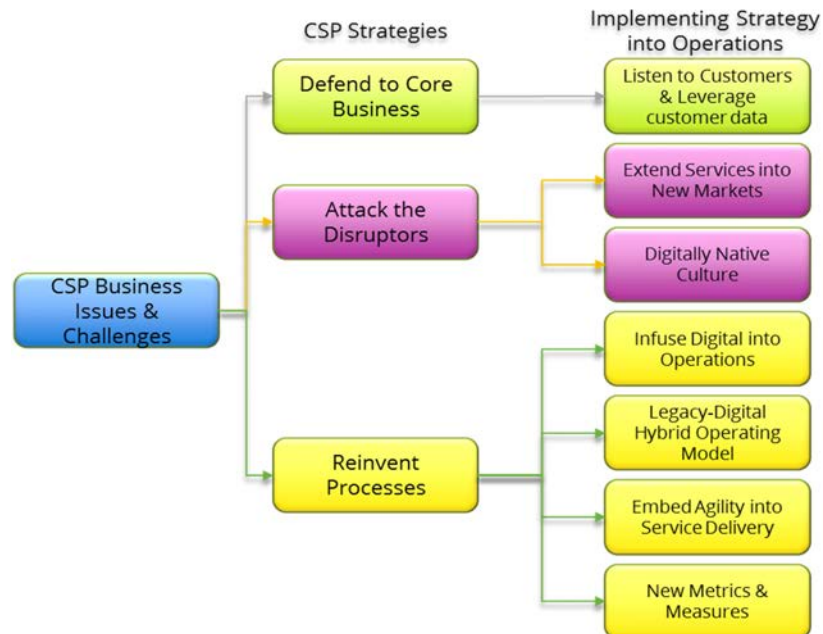 CSP Strategies
Implementing Strategy
into Operations
Defend to Core
Business
Listen to Customers
& Leverage
customer data
Attack the
Disruptors
Extend Services into
New Markets
Digitally Native
Culture
CSP Business
Issues &
Challenges
Reinvent
Processes
Infuse Digital into
Operations
Legacy-Digital
Hybrid Operating
Model
Embed Agility into
Service Delivery
New Metrics &
Measures